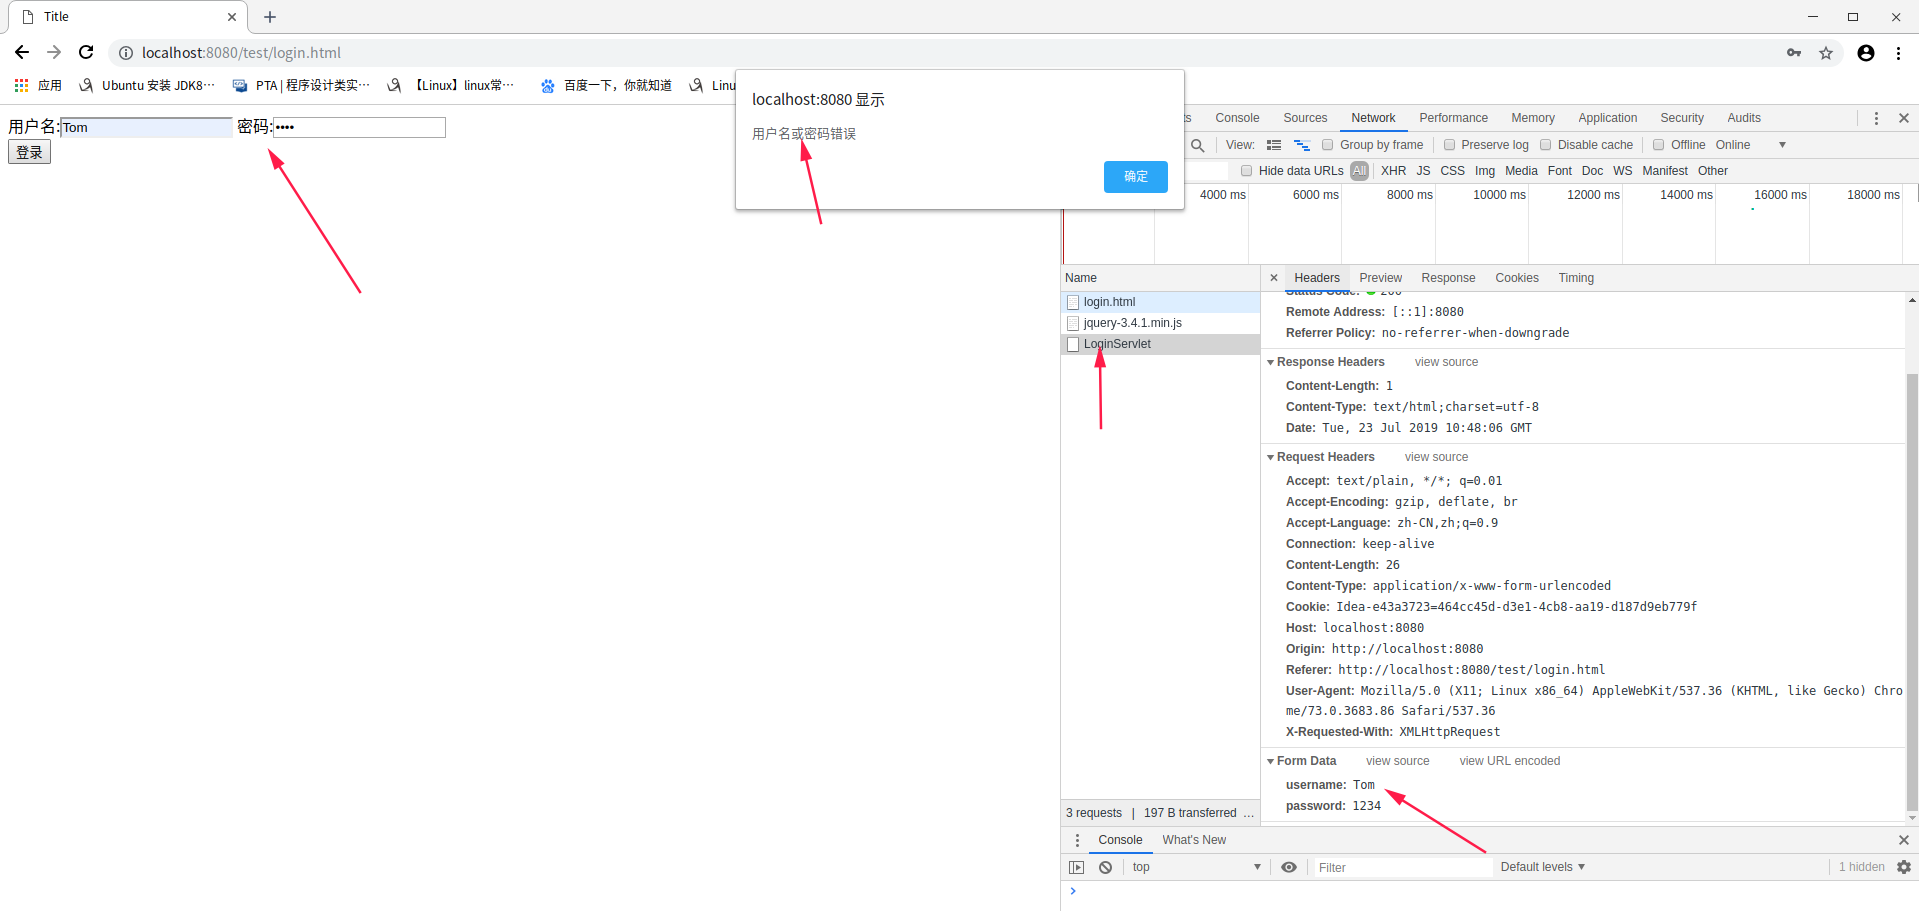 Title
localhost:8080/test/login.html
应用 Ubuntu 安装 JDK8… PTA | 程序设计类实… 【Linux】linux常… 百度一下，你就知道 Linu
localhost:8080 显示
用户名或密码错误
确定
用户名:Tom 密码:••••
登录
ts Console Sources Network Performance Memory Application Security Audits
View: Group by frame Preserve log Disable cache Offline Online
Hide data URLs All XHR JS CSS Img Media Font Doc WS Manifest Other
4000 ms 6000 ms 8000 ms 10000 ms 12000 ms 14000 ms 16000 ms 18000 ms
Name
login.html
jquery-3.4.1.min.js
LoginServlet
3 requests | 197 B transferred …
Headers Preview Response Cookies Timing
Status Code: 200
Remote Address: [::1]:8080
Referrer Policy: no-referrer-when-downgrade
Response Headers view source
Content-Length: 1
Content-Type: text/html;charset=utf-8
Date: Tue, 23 Jul 2019 10:48:06 GMT
Request Headers view source
Accept: text/plain, */*; q=0.01
Accept-Encoding: gzip, deflate, br
Accept-Language: zh-CN,zh;q=0.9
Connection: keep-alive
Content-Length: 26
Content-Type: application/x-www-form-urlencoded
Cookie: Idea-e43a3723=464cc45d-d3e1-4cb8-aa19-d187d9eb779f
Host: localhost:8080
Origin: http://localhost:8080
Referer: http://localhost:8080/test/login.html
User-Agent: Mozilla/5.0 (X11; Linux x86_64) AppleWebKit/537.36 (KHTML, like Gecko) Chro
me/73.0.3683.86 Safari/537.36
X-Requested-With: XMLHttpRequest
Form Data view source view URL encoded
username: Tom
password: 1234
Console What's New
top Filter Default levels 1 hidden